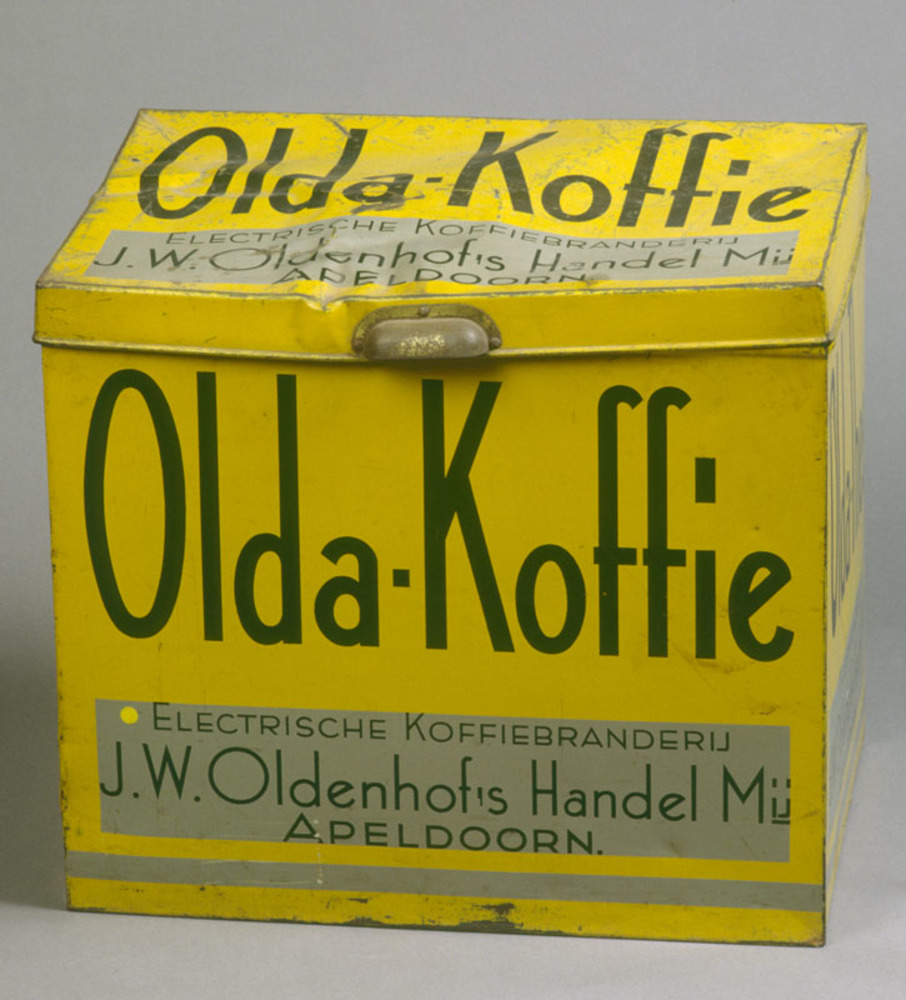 Olda-Koffie
ELECTRISCHE KOFFIEBRANDERIJ
J.W. Oldenhof's Handel Mij
APELDOORN.
Olda-Koffie
ELECTRISCHE KOFFIEBRANDERIJ
J.W. Oldenhof's Handel Mij
APELDOORN.